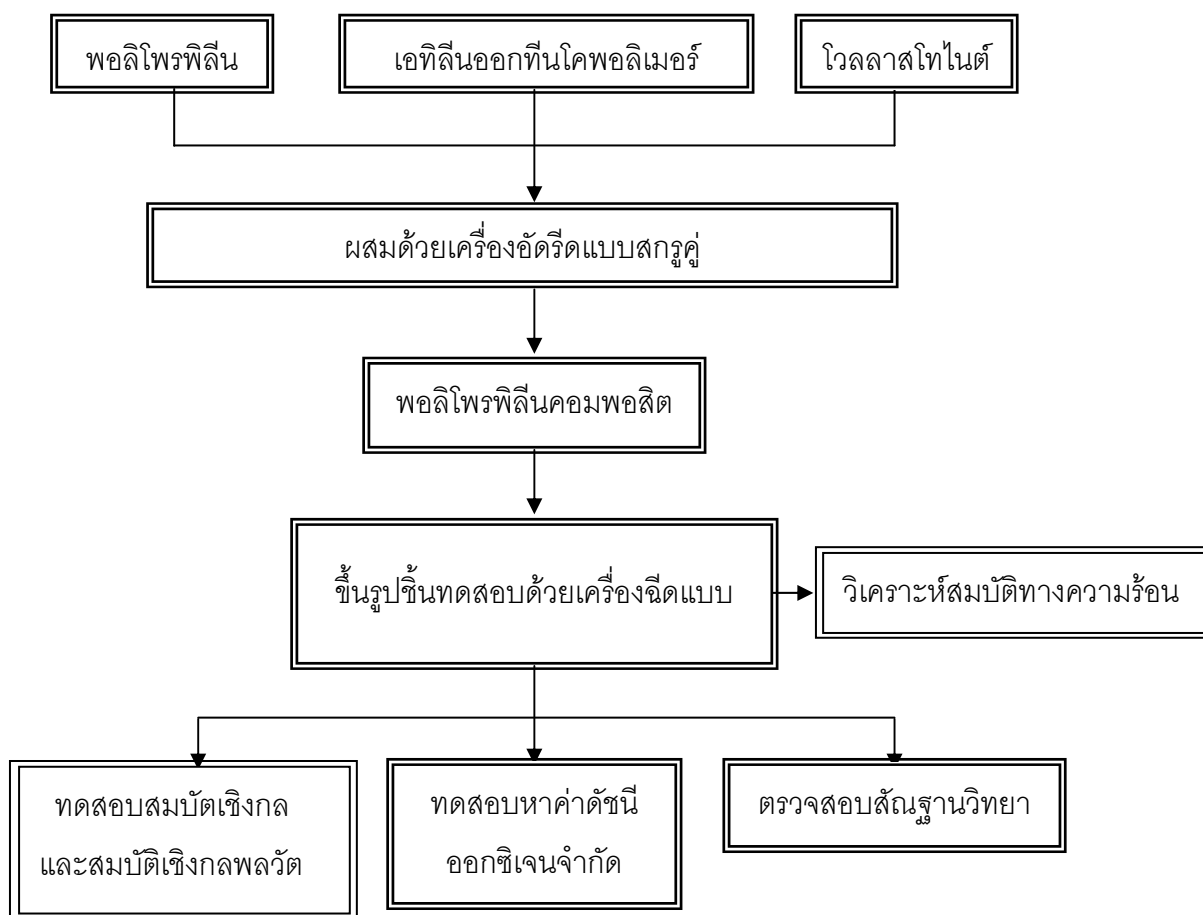 พอลิโพรพิลีน
เอทิลีนออกทีนโคพอลิเมอร์
โวลลาสโทไนต์
ผสมด้วยเครื่องอัดรีดแบบสกรูคู่
พอลิโพรพิลีนคอมพอสิต
ขึ้นรูปชิ้นทดสอบด้วยเครื่องฉีดแบบ
วิเคราะห์สมบัติทางความร้อน
ทดสอบสมบัตเชิงกล
และสมบัติเชิงกลพลวัต
ทดสอบหาค่าดัชนี
ออกซิเจนจำกัด
ตรวจสอบสัณฐานวิทยา